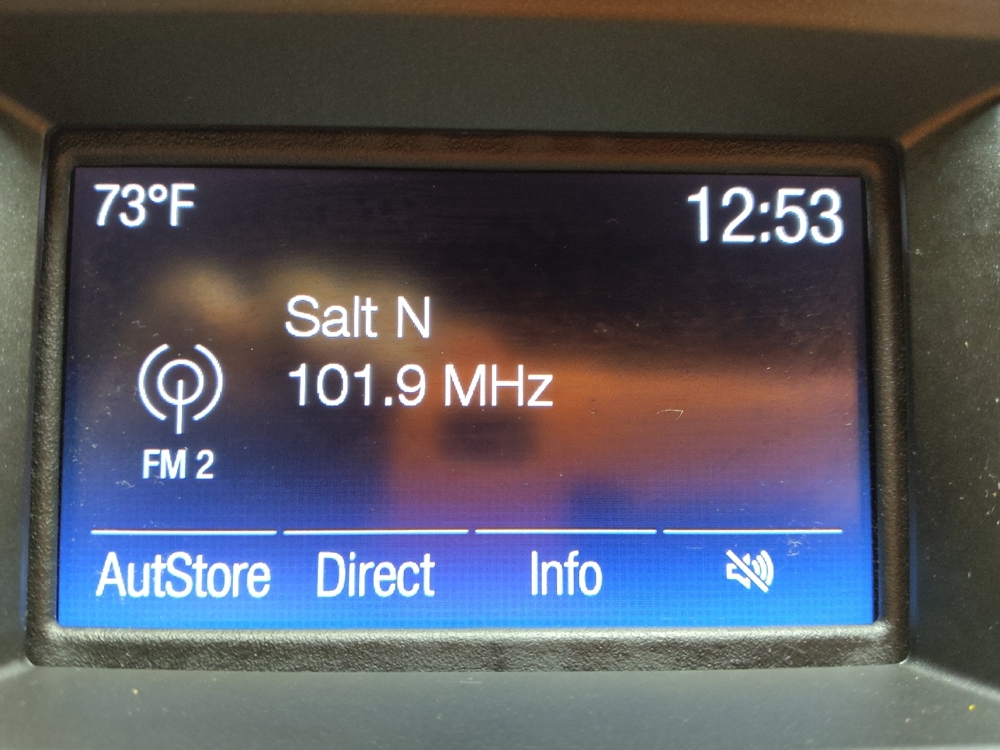 73°F
12:53
Salt N
101.9 MHz
FM 2
AutStore Direct Info